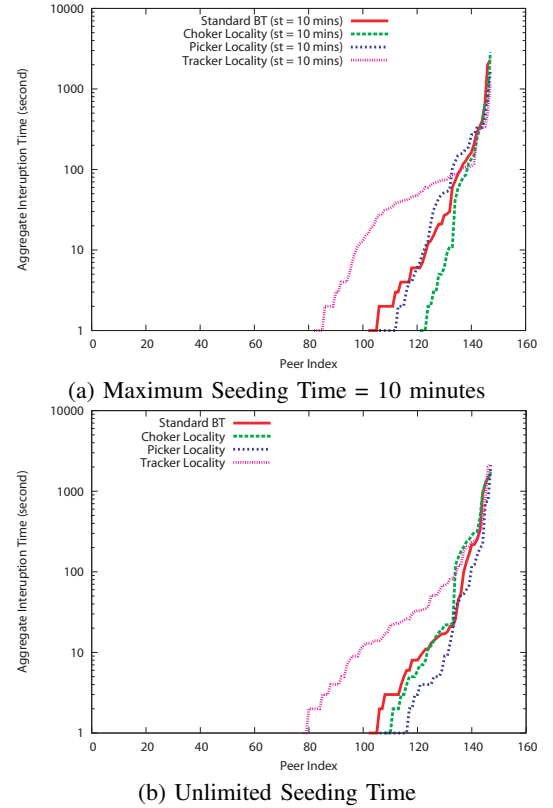 Standard BT (st = 10 mins)
Choker Locality (st = 10 mins)
Picker Locality (st = 10 mins)
Tracker Locality (st = 10 mins)
10000
1000
100
10
1
Aggregate Interuption Time (second)
0 20 40 60 80 100 120 140 160
Peer Index
(a) Maximum Seeding Time = 10 minutes
Standard BT
Choker Locality
Picker Locality
Tracker Locality
10000
1000
100
10
1
Aggregate Interuption Time (second)
0 20 40 60 80 100 120 140 160
Peer Index
(b) Unlimited Seeding Time